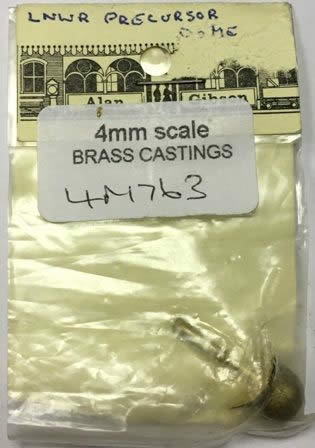 LNWR PRECURSOR
DOME
Alan Gibson
4mm scale
BRASS CASTINGS
4M763